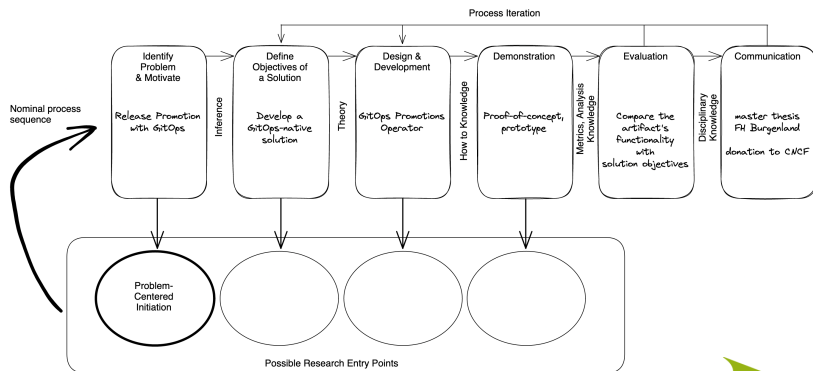 Process Iteration
Identify
Problem
& Motivate
Release Promotion
with GitOps
Inference
Define
Objectives of
a Solution
Develop a
GitOps-native
solution
Theory
Design &
Development
GitOps Promotions
Operator
How to Knowledge
Demonstration
Proof-of-concept,
prototype
Metrics, Analysis
Knowledge
Evaluation
Compare the
artifact's
functionality
with
solution objectives
Disciplinary
Knowledge
Communication
master thesis
FH Burgenland
donation to CNCF
Nominal process
sequence
Problem-
Centered
Initiation
Possible Research Entry Points